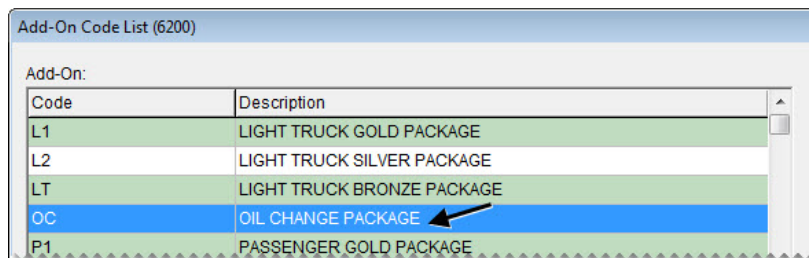 Add-On Code List (6200)
Add-On:
Code Description
L1 LIGHT TRUCK GOLD PACKAGE
L2 LIGHT TRUCK SILVER PACKAGE
LT LIGHT TRUCK BRONZE PACKAGE
OC OIL CHANGE PACKAGE
P1 PASSENGER GOLD PACKAGE